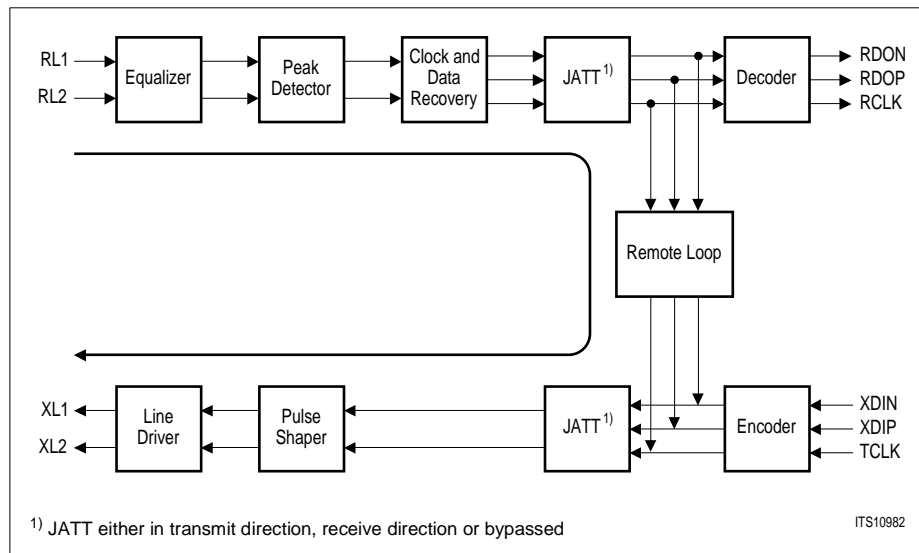 RL1
RL2
Equalizer
Peak
Detector
Clock and
Data
Recovery
JATT 1)
Decoder
RDON
RDOP
RCLK
Remote Loop
XL1
XL2
Line
Driver
Pulse
Shaper
JATT 1)
Encoder
XDIN
XDIP
TCLK
1) JATT either in transmit direction, receive direction or bypassed
ITS10982